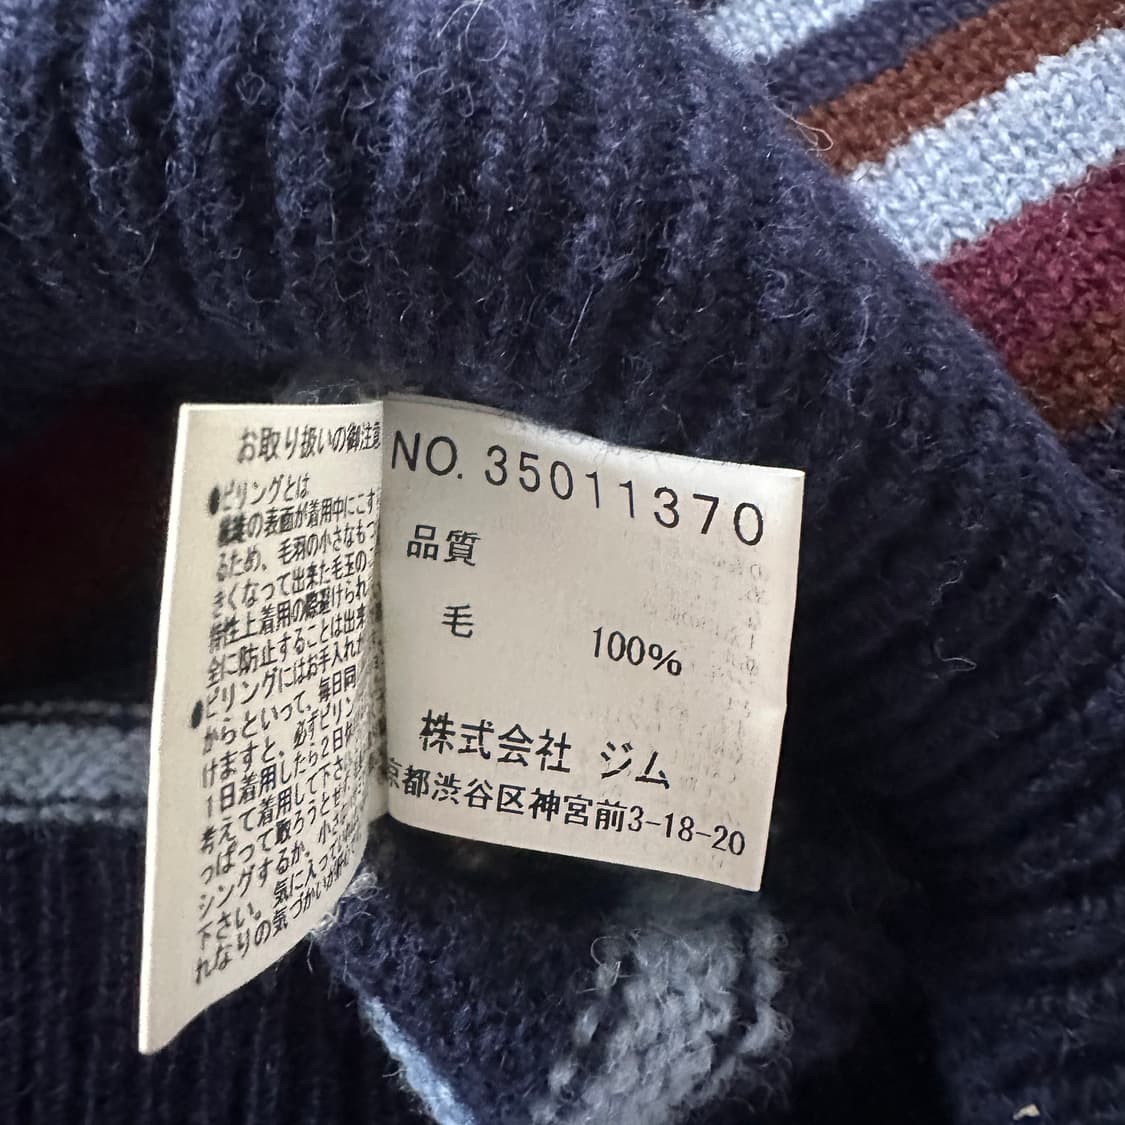 お取り扱いの御注意
●ピリングとは
の表面が着用中にこす
るため、毛羽の小さなもつ
きくなって出来た毛玉の
特性上着用の際避けられ
全に防止することは出来
●ピリングにはお手入れが
からといって、毎日同
けますと、必ずピリン
1日着用したら2日
考えて着用して下さ
っぱって取ろうとせ
シングするか、小さ
下さい。気に入って
れなりの気づかいが
NO. 35011370
品質
毛 100%
株式会社 ジム
京都渋谷区神宮前3-18-20